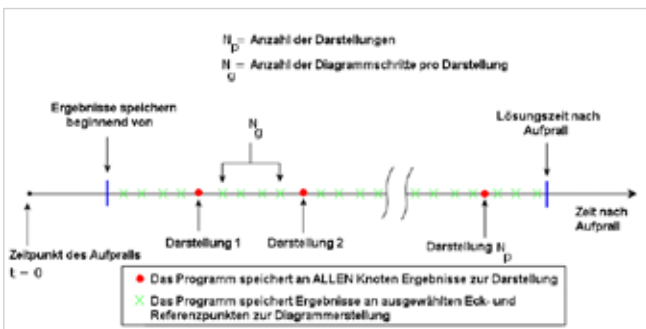 Np = Anzahl der Darstellungen
Ng = Anzahl der Diagrammschritte pro Darstellung
Ergebnisse speichern
beginnend von
Ng
Lösungszeit nach
Aufprall
Zeitpunkt des Aufpralls
t = 0
Darstellung 1
Darstellung 2
Darstellung Np
Zeit nach
Aufprall
Das Programm speichert an ALLEN Knoten Ergebnisse zur Darstellung
Das Programm speichert Ergebnisse an ausgewählten Eck- und
Referenzpunkten zur Diagrammerstellung